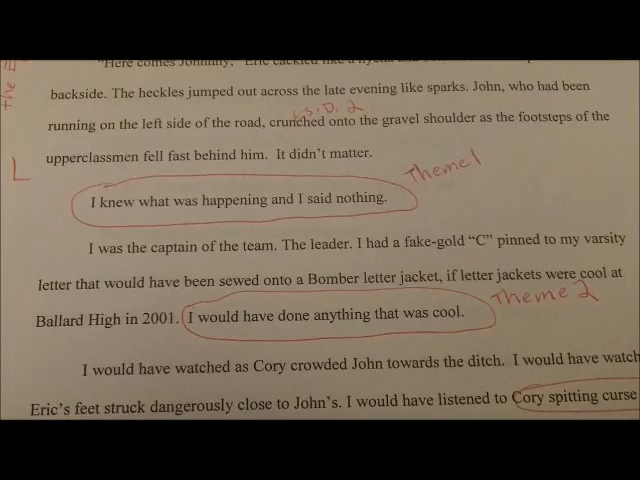 "Here comes Johnny," Eric cackled like a hyena and
backside. The heckles jumped out across the late evening like sparks. John, who had been
S.D. 2
running on the left side of the road, crunched onto the gravel shoulder as the footsteps of the
upperclassmen fell fast behind him. It didn't matter.
Theme 1
I knew what was happening and I said nothing.
I was the captain of the team. The leader. I had a fake-gold "C" pinned to my varsity
letter that would have been sewed onto a Bomber letter jacket, if letter jackets were cool at
Theme 2
Ballard High in 2001. I would have done anything that was cool.
I would have watched as Cory crowded John towards the ditch. I would have watch
Eric's feet struck dangerously close to John's. I would have listened to Cory spitting curse
the
L